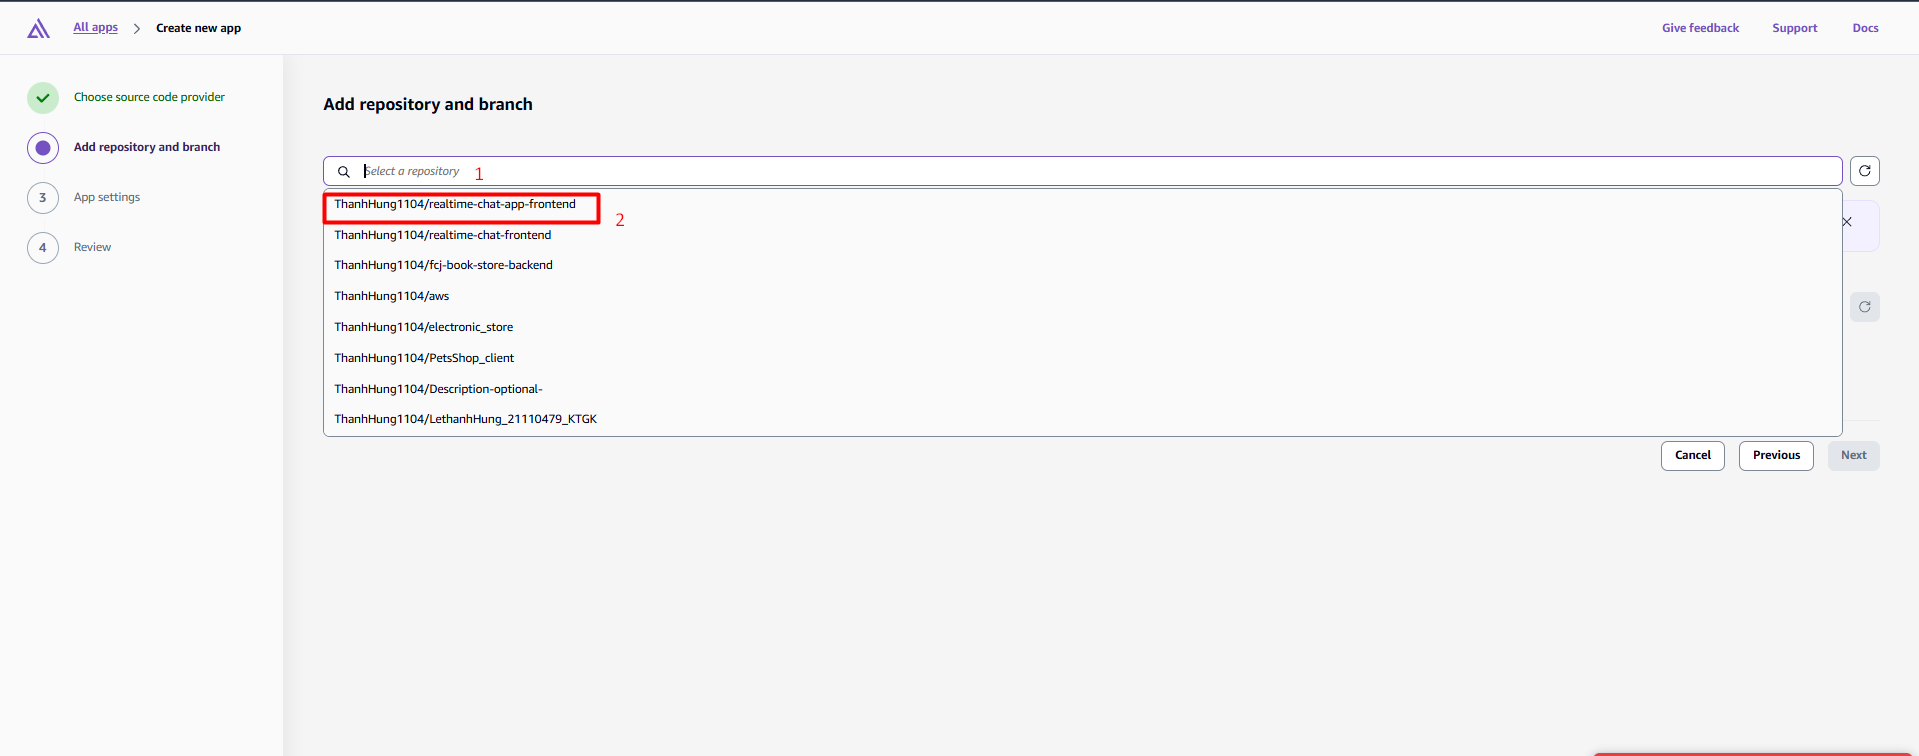 All apps > Create new app
Give feedback Support Docs
Choose source code provider
Add repository and branch
3 App settings
4 Review
Add repository and branch
Select a repository 1
ThanhHung1104/realtime-chat-app-frontend 2
ThanhHung1104/realtime-chat-frontend
ThanhHung1104/fcj-book-store-backend
ThanhHung1104/aws
ThanhHung1104/electronic_store
ThanhHung1104/PetsShop_client
ThanhHung1104/Description-optional-
ThanhHung1104/LethanhHung_21110479_KTGK
Cancel Previous Next